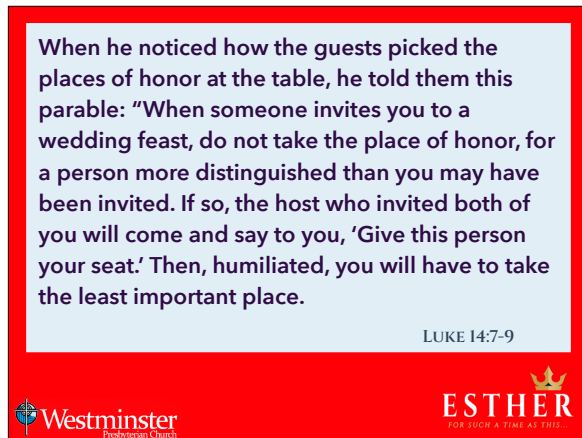 When he noticed how the guests picked the
places of honor at the table, he told them this
parable: “When someone invites you to a
wedding feast, do not take the place of honor, for
a person more distinguished than you may have
been invited. If so, the host who invited both of
you will come and say to you, ‘Give this person
your seat.’ Then, humiliated, you will have to take
the least important place.
Luke 14:7-9
Westminster
Presbyterian Church
ESTHER
FOR SUCH A TIME AS THIS...